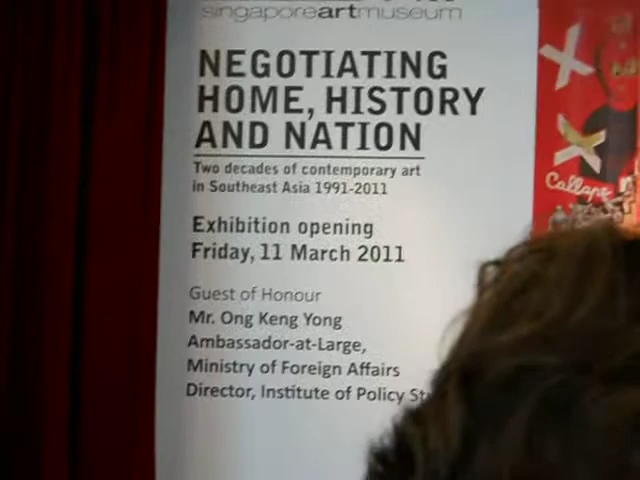 singaporeartmuseum
NEGOTIATING
HOME, HISTORY
AND NATION
Two decades of contemporary art
in Southeast Asia 1991-2011
Exhibition opening
Friday, 11 March 2011
Guest of Honour
Mr. Ong Keng Yong
Ambassador-at-Large,
Ministry of Foreign Affairs
Director, Institute of Policy